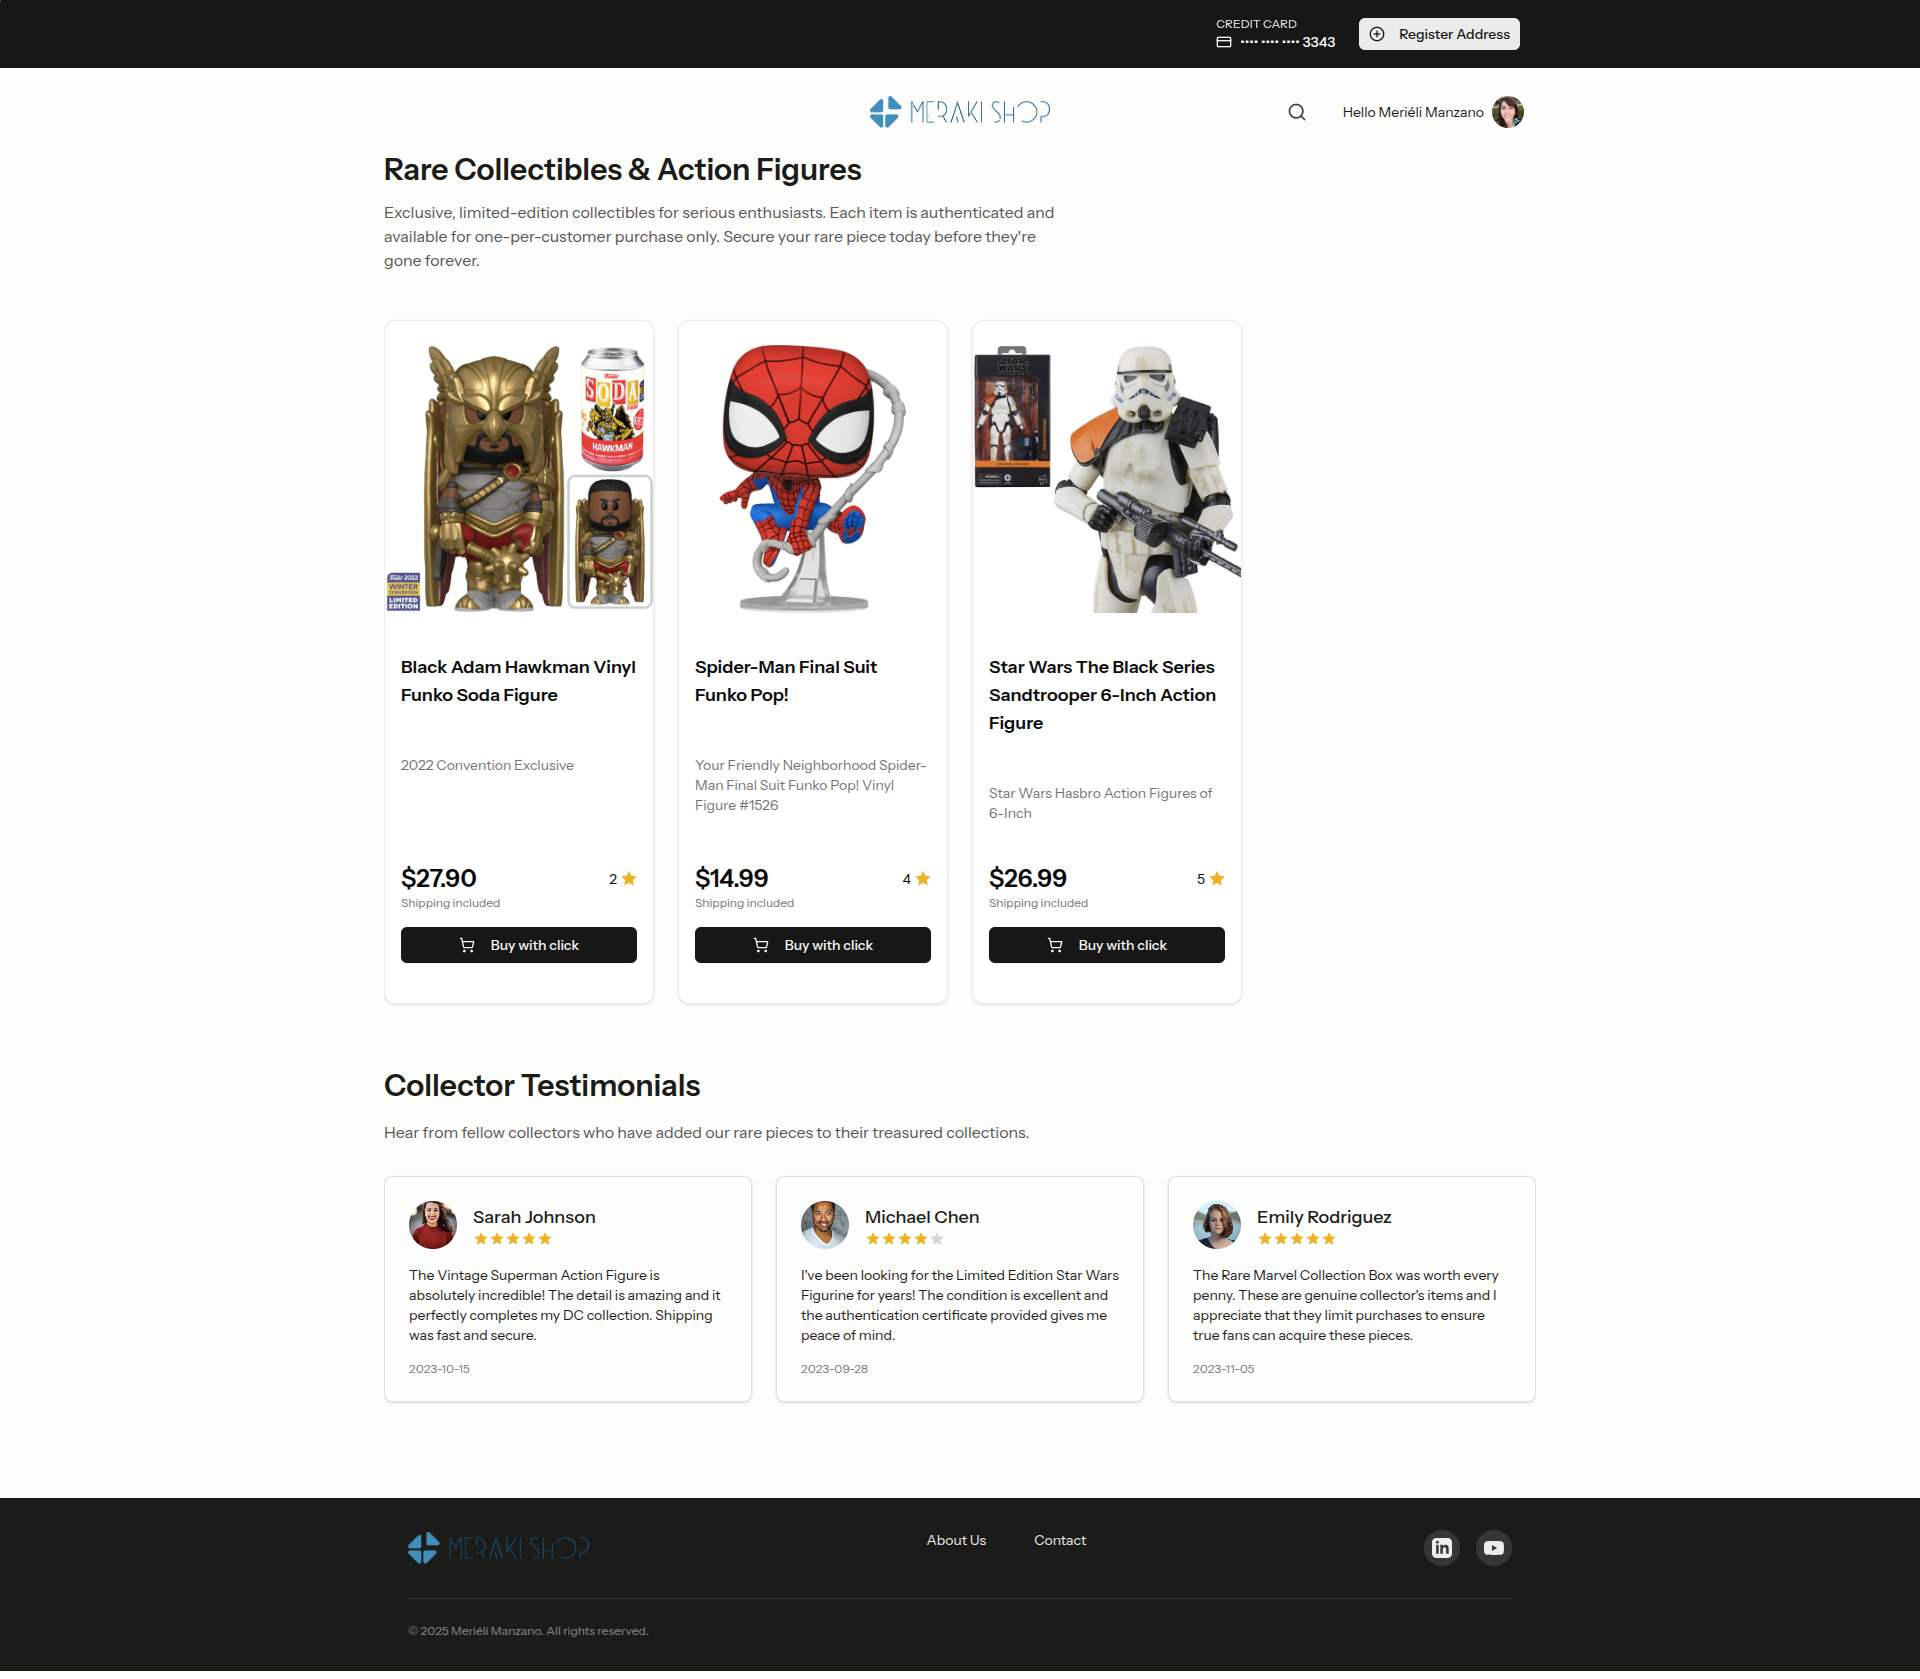 CREDIT CARD
•••• •••• •••• 3343
Register Address
MERAKI SHOP
Hello Meriéli Manzano
Rare Collectibles & Action Figures
Exclusive, limited-edition collectibles for serious enthusiasts. Each item is authenticated and
available for one-per-customer purchase only. Secure your rare piece today before they're
gone forever.
SODA
HAWKMAN
Funko 2022
WINTER
CONVENTION
LIMITED
EDITION
STAR
WARS
Black Adam Hawkman Vinyl
Funko Soda Figure
2022 Convention Exclusive
$27.90
2
Shipping included
Buy with click
Spider-Man Final Suit
Funko Pop!
Your Friendly Neighborhood Spider-
Man Final Suit Funko Pop! Vinyl
Figure #1526
$14.99
4
Shipping included
Buy with click
Star Wars The Black Series
Sandtrooper 6-Inch Action
Figure
Star Wars Hasbro Action Figures of
6-Inch
$26.99
5
Shipping included
Buy with click
Collector Testimonials
Hear from fellow collectors who have added our rare pieces to their treasured collections.
Sarah Johnson
The Vintage Superman Action Figure is
absolutely incredible! The detail is amazing and it
perfectly completes my DC collection. Shipping
was fast and secure.
2023-10-15
Michael Chen
I've been looking for the Limited Edition Star Wars
Figurine for years! The condition is excellent and
the authentication certificate provided gives me
peace of mind.
2023-09-28
Emily Rodriguez
The Rare Marvel Collection Box was worth every
penny. These are genuine collector's items and I
appreciate that they limit purchases to ensure
true fans can acquire these pieces.
2023-11-05
MERAKI SHOP
About Us
Contact
in
© 2025 Meriéli Manzano. All rights reserved.